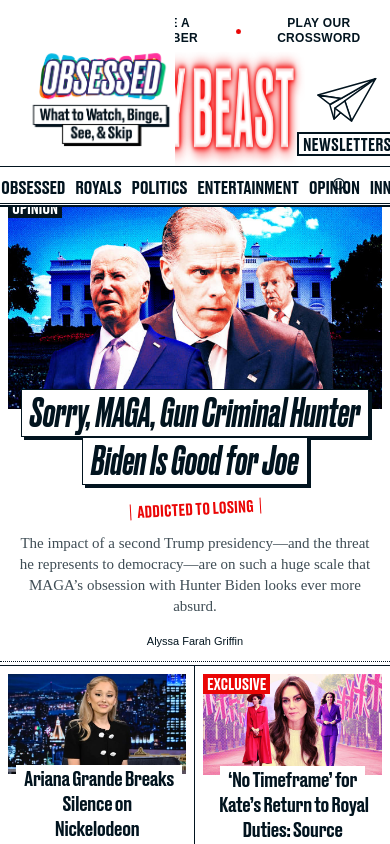 E A
BER
PLAY OUR
CROSSWORD
OBSESSED
What to Watch, Binge,
See, & Skip
Y BEAST
NEWSLETTERS
OBSESSED ROYALS POLITICS ENTERTAINMENT OPINION INN
OPINION
Sorry, MAGA, Gun Criminal Hunter
Biden Is Good for Joe
ADDICTED TO LOSING
The impact of a second Trump presidency—and the threat
he represents to democracy—are on such a huge scale that
MAGA’s obsession with Hunter Biden looks ever more
absurd.
Alyssa Farah Griffin
Ariana Grande Breaks
Silence on
Nickelodeon
EXCLUSIVE
‘No Timeframe’ for
Kate’s Return to Royal
Duties: Source